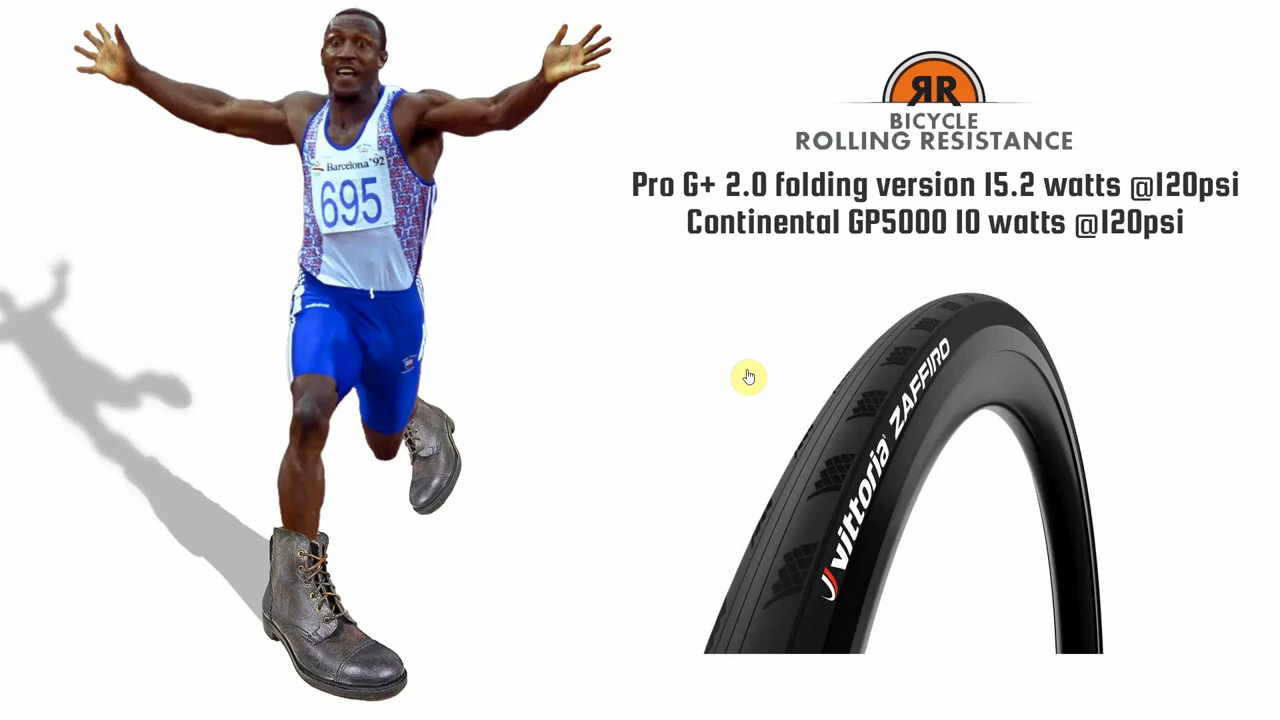 Barcelona'92
695
RR
BICYCLE
ROLLING RESISTANCE
Pro G+ 2.0 folding version 15.2 watts @120psi
Continental GP5000 10 watts @120psi
vittoria ZAFFIRO